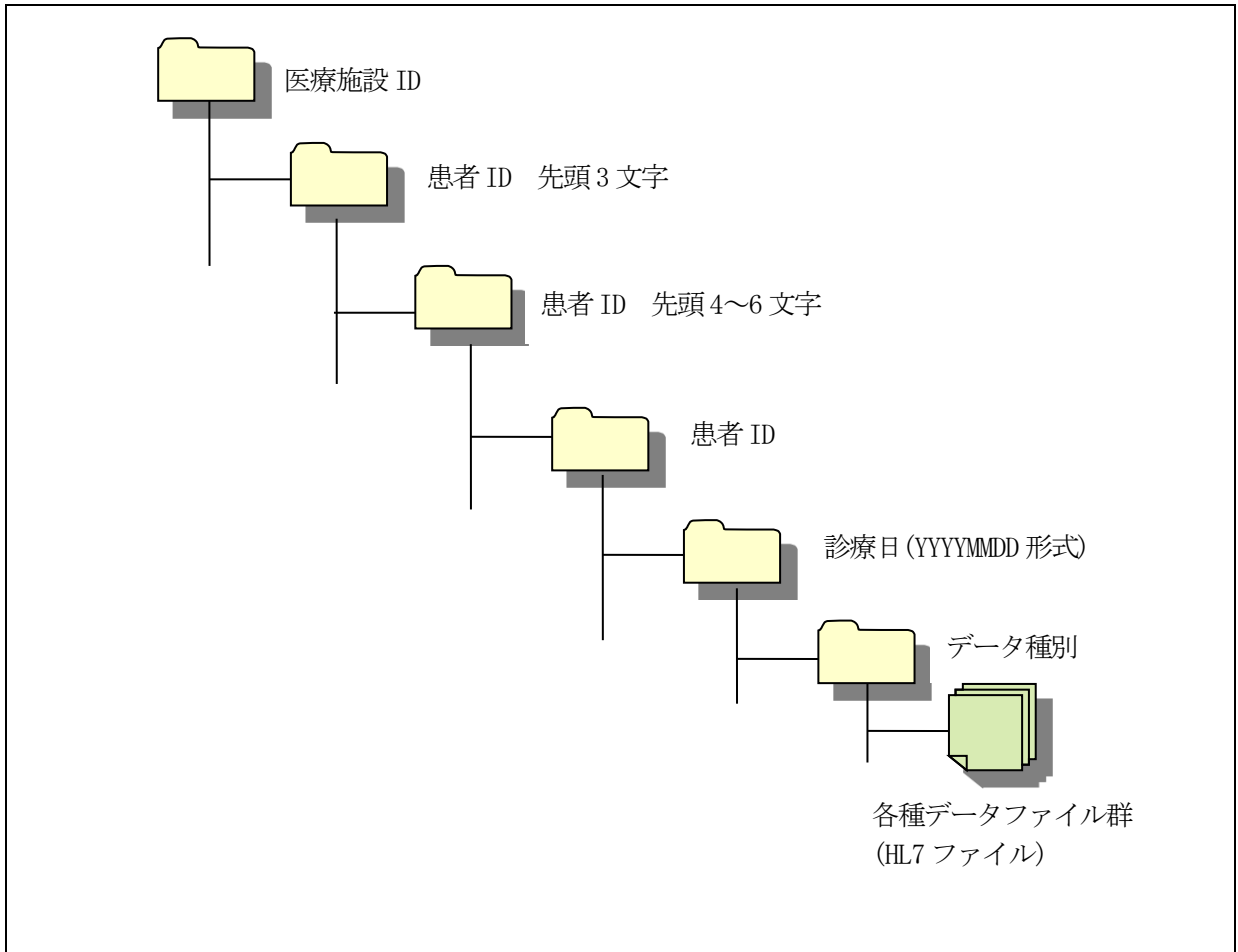 医療施設 ID
患者 ID　先頭 3 文字
患者 ID　先頭 4～6 文字
患者 ID
診療日(YYYYMMDD 形式)
データ種別
各種データファイル群
(HL7 ファイル)